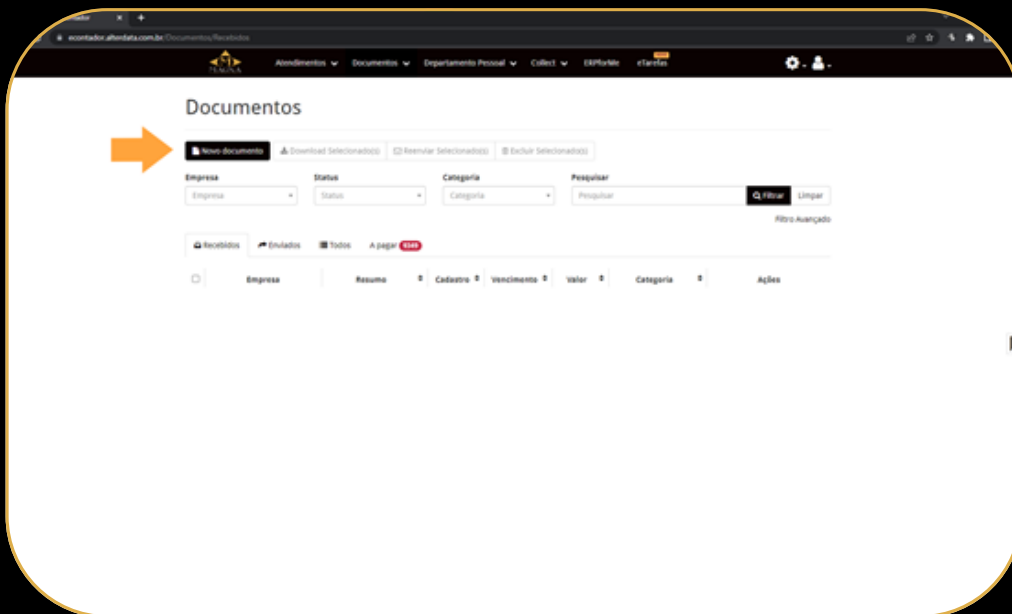 econtador.alterdata.com.br/Documentos/Recebidos
MAGNA
Atendimentos Documentos Departamento Pessoal Collect ERPforMe eTarefas
Documentos
Novo documento Download Selecionado(s) Reenviar Selecionado(s) Excluir Selecionado(s)
Empresa Status Categoria Pesquisar
Empresa Status Categoria Pesquisar Filtrar Limpar
Filtro Avançado
Recebidos Enviados Todos A pagar 9349
Empresa Resumo Cadastro Vencimento Valor Categoria Ações